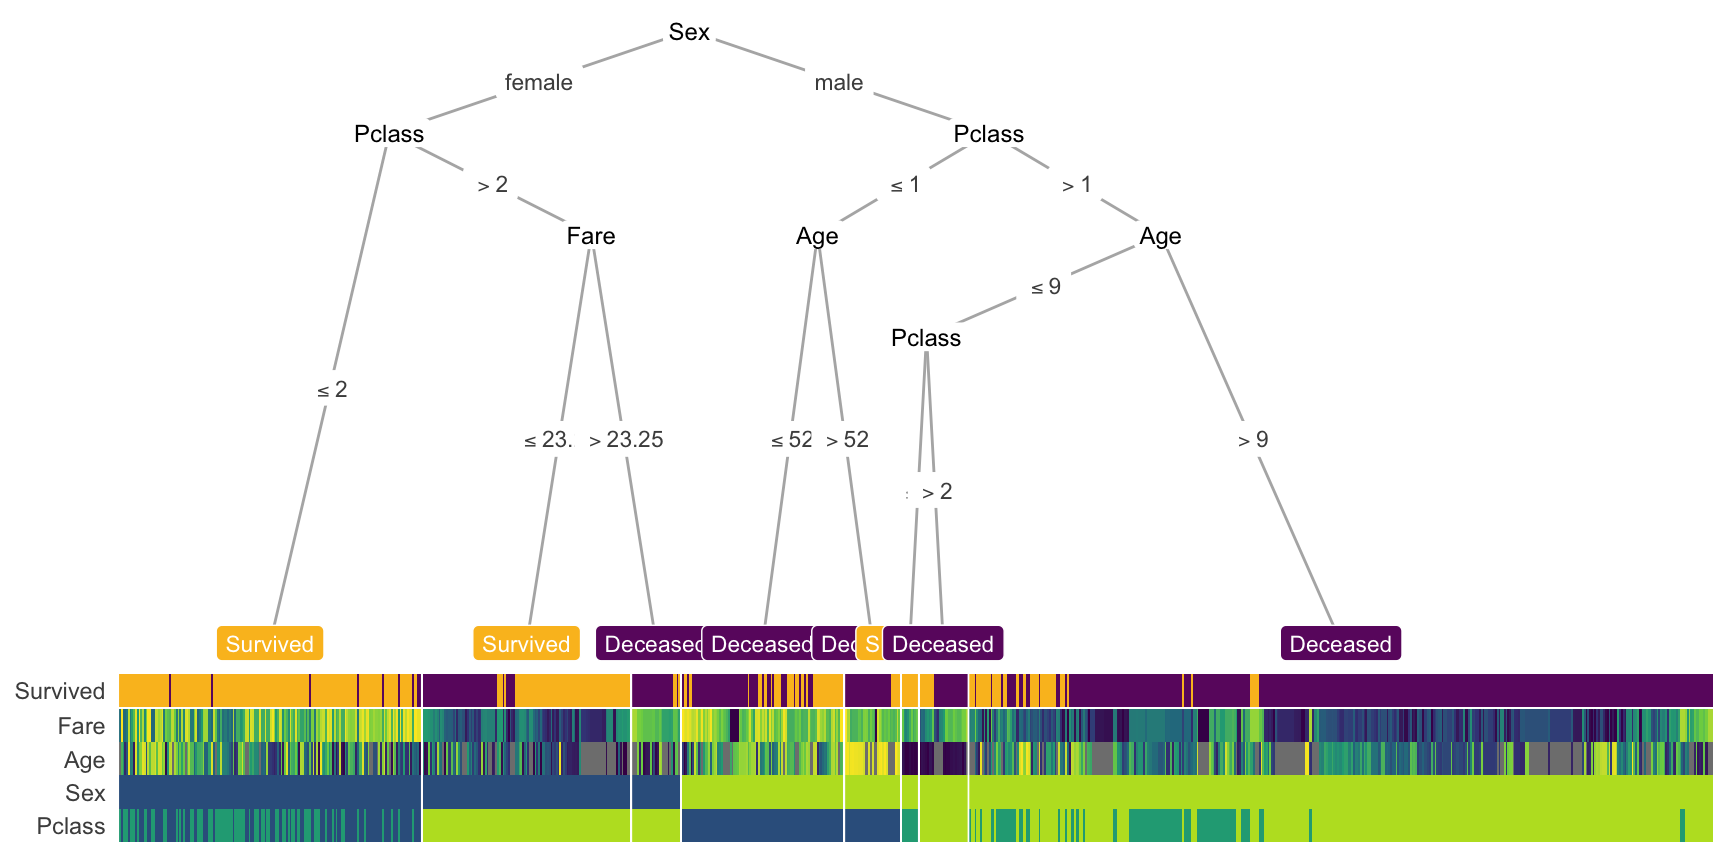 Sex
female
male
Pclass
Pclass
> 2
≤ 1
> 1
Fare
Age
Age
≤ 9
Pclass
≤ 2
≤ 23.
> 23.25
≤ 52
> 52
> 9
> 2
Survived
Survived
Deceased
Deceased
Dec
S
Deceased
Deceased
Survived
Fare
Age
Sex
Pclass